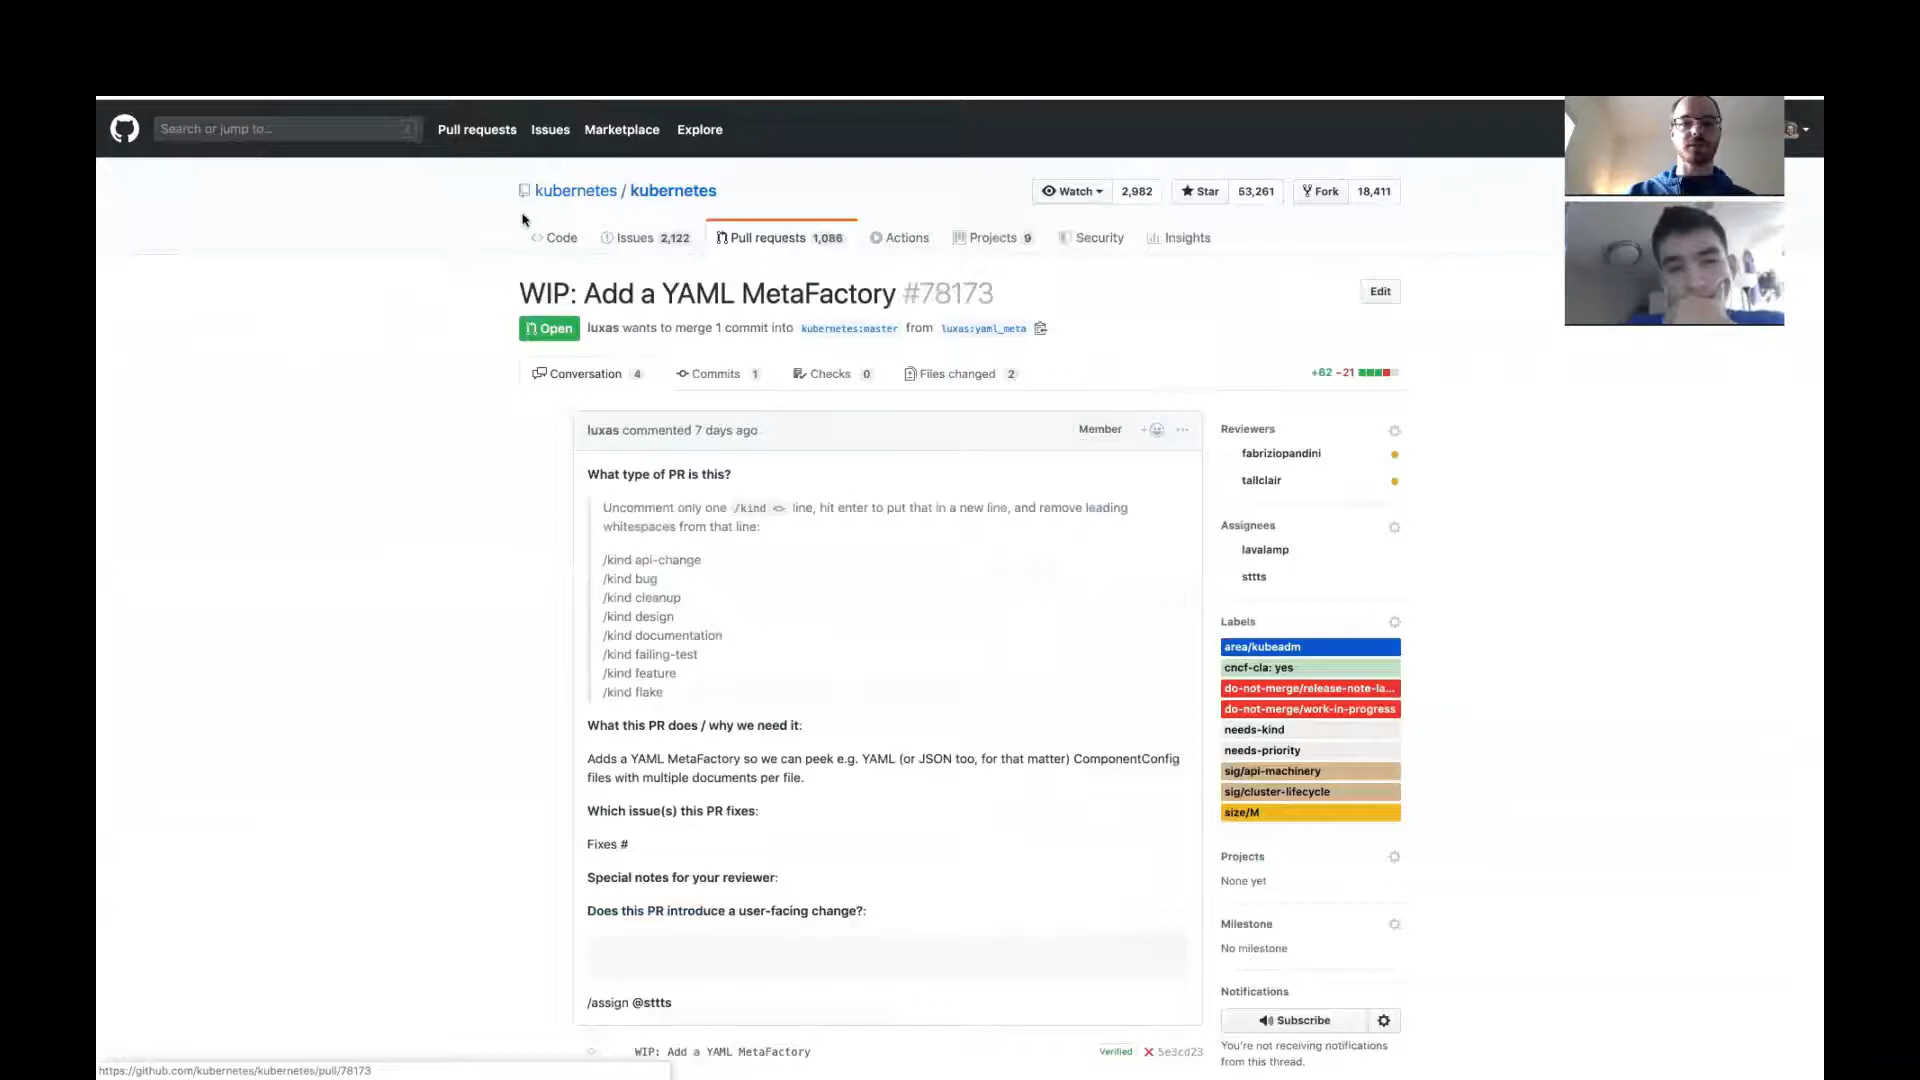 Search or jump to...
Pull requests Issues Marketplace Explore
kubernetes / kubernetes
Watch 2,982 Star 53,261 Fork 18,411
Code Issues 2,122 Pull requests 1,086 Actions Projects 9 Security Insights
WIP: Add a YAML MetaFactory #78173
Edit
Open luxas wants to merge 1 commit into kubernetes:master from luxas:yaml_meta
Conversation 4 Commits 1 Checks 0 Files changed 2
+62 −21
luxas commented 7 days ago
Member
What type of PR is this?
Uncomment only one /kind <> line, hit enter to put that in a new line, and remove leading
whitespaces from that line:
/kind api-change
/kind bug
/kind cleanup
/kind design
/kind documentation
/kind failing-test
/kind feature
/kind flake
What this PR does / why we need it:
Adds a YAML MetaFactory so we can peek e.g. YAML (or JSON too, for that matter) ComponentConfig
files with multiple documents per file.
Which issue(s) this PR fixes:
Fixes #
Special notes for your reviewer:
Does this PR introduce a user-facing change?:
/assign @sttts
WIP: Add a YAML MetaFactory
Verified 5e3cd23
Reviewers
fabriziopandini
tallclair
Assignees
lavalamp
sttts
Labels
area/kubeadm
cncf-cla: yes
do-not-merge/release-note-la...
do-not-merge/work-in-progress
needs-kind
needs-priority
sig/api-machinery
sig/cluster-lifecycle
size/M
Projects
None yet
Milestone
No milestone
Notifications
Subscribe
You're not receiving notifications
from this thread.
https://github.com/kubernetes/kubernetes/pull/78173